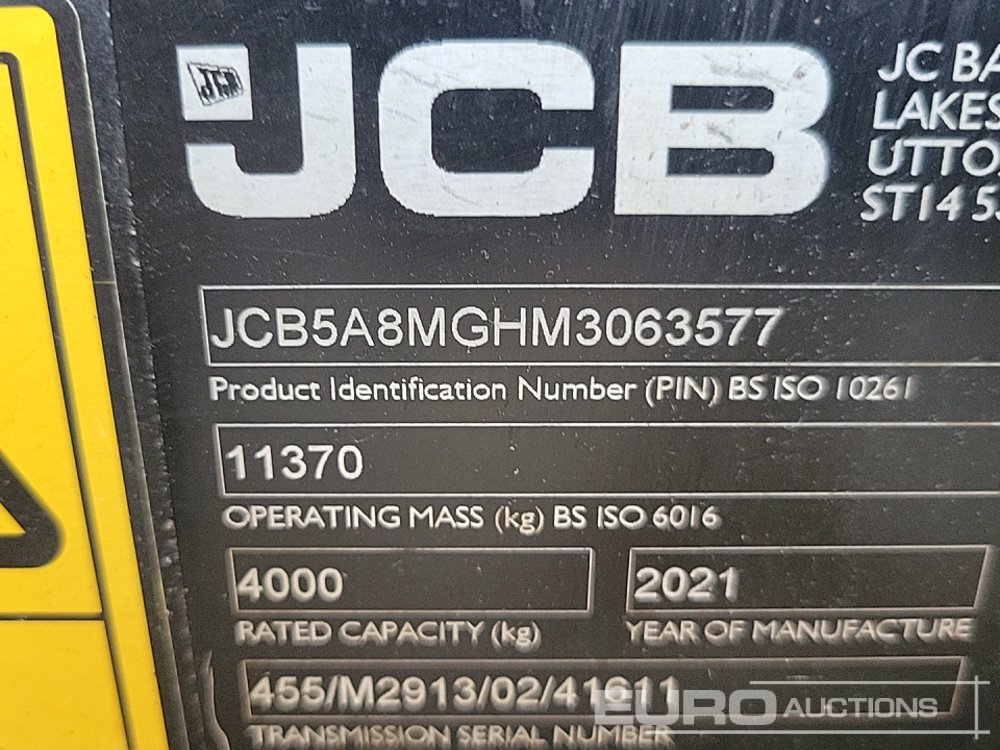 JCB
JC BA
LAKES
UTTO
ST14 5
JCB5A8MGHM3063577
Product Identification Number (PIN) BS ISO 10261
11370
OPERATING MASS (kg) BS ISO 6016
4000
2021
RATED CAPACITY (kg)
YEAR OF MANUFACTURE
455/M2913/02/41611
TRANSMISSION SERIAL NUMBER
EURO AUCTIONS